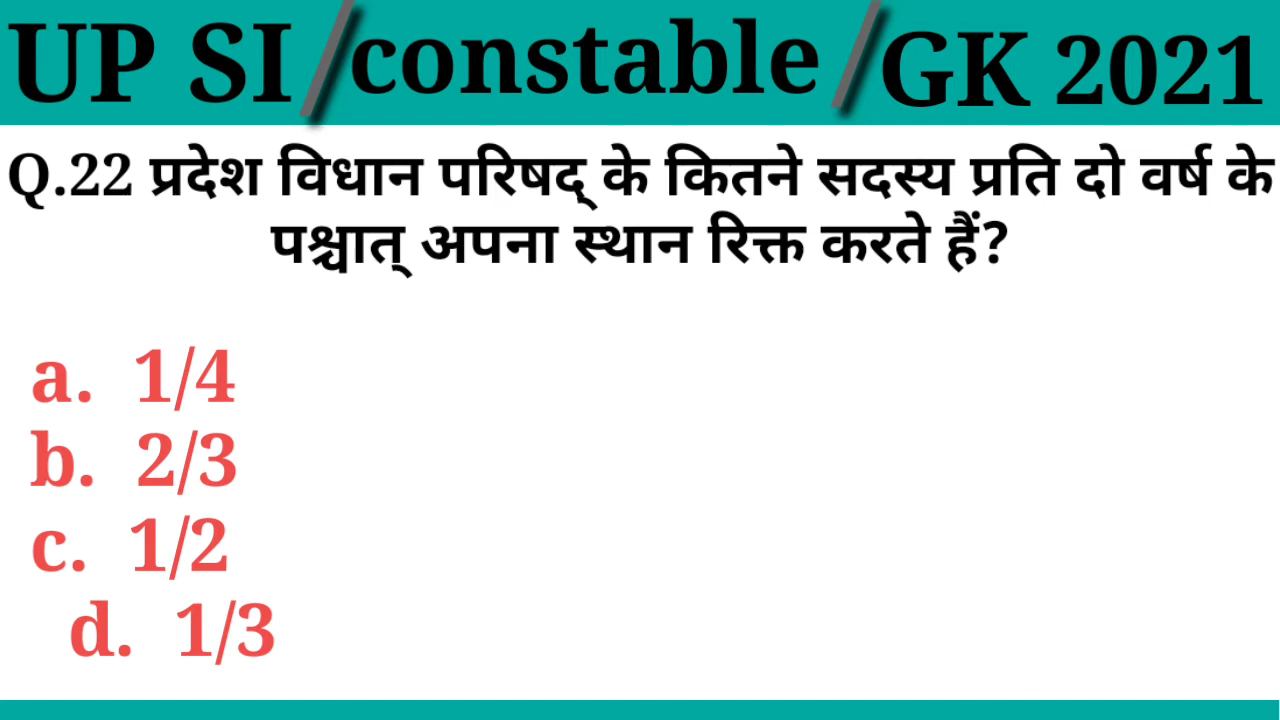 UP SI/constable/GK 2021
Q.22 प्रदेश विधान परिषद् के कितने सदस्य प्रति दो वर्ष के
पश्चात् अपना स्थान रिक्त करते हैं?
a. 1/4
b. 2/3
c. 1/2
d. 1/3